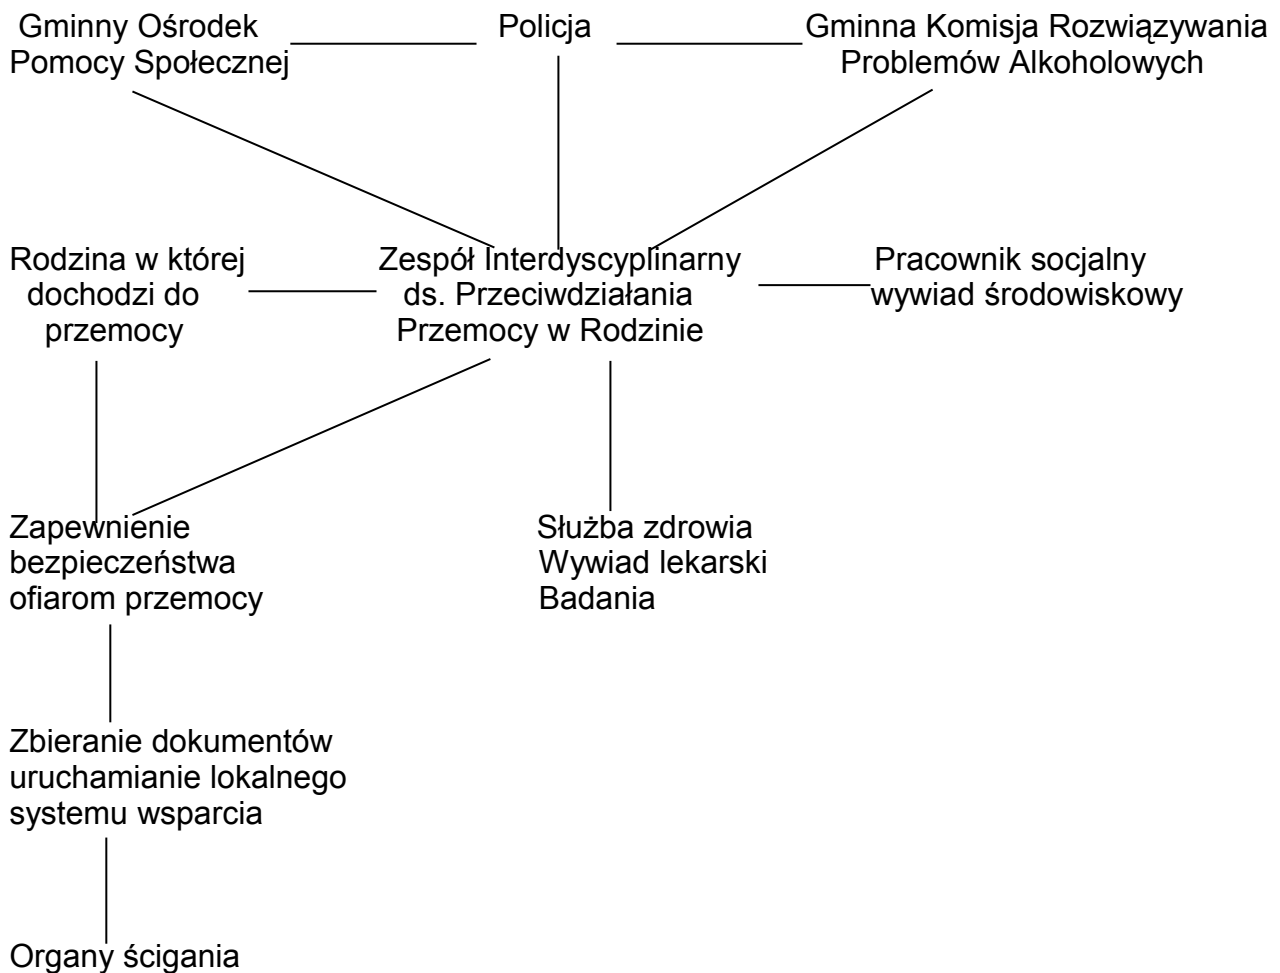 Gminny Ośrodek
Pomocy Społecznej
Policja
Gminna Komisja Rozwiązywania
Problemów Alkoholowych
Rodzina w której
dochodzi do
przemocy
Zespół Interdyscyplinarny
ds. Przeciwdziałania
Przemocy w Rodzinie
Pracownik socjalny
wywiad środowiskowy
Zapewnienie
bezpieczeństwa
ofiarom przemocy
Służba zdrowia
Wywiad lekarski
Badania
Zbieranie dokumentów
uruchamianie lokalnego
systemu wsparcia
Organy ścigania